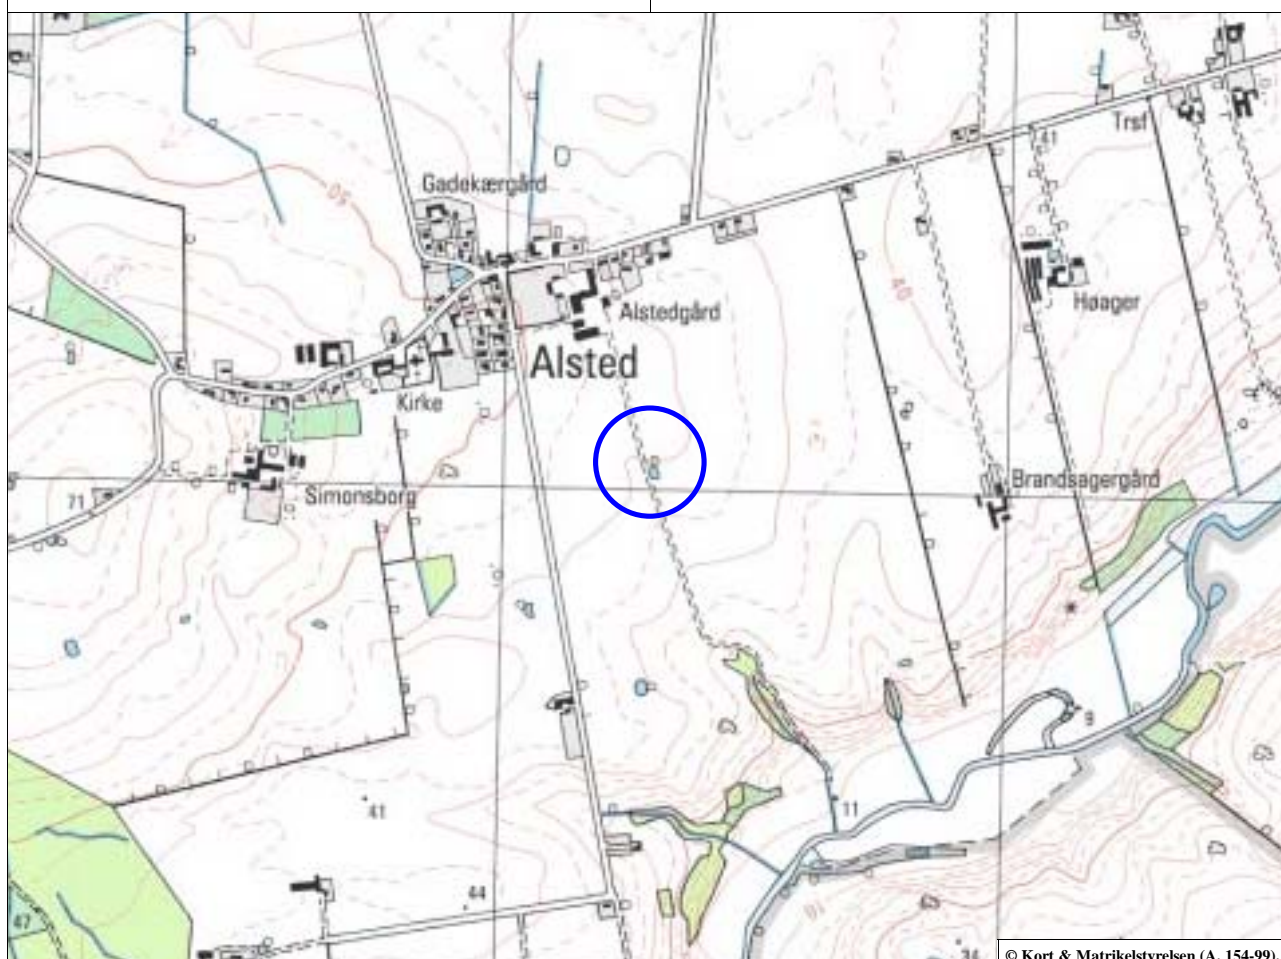 Trsf
41
Gadekærgård
50
40
Alstedgård
Høager
Alsted
Kirke
Brandsagergård
Simonsborg
71
9
41
11
44
47
34
© Kort & Matrikelstyrelsen (A. 154-99).